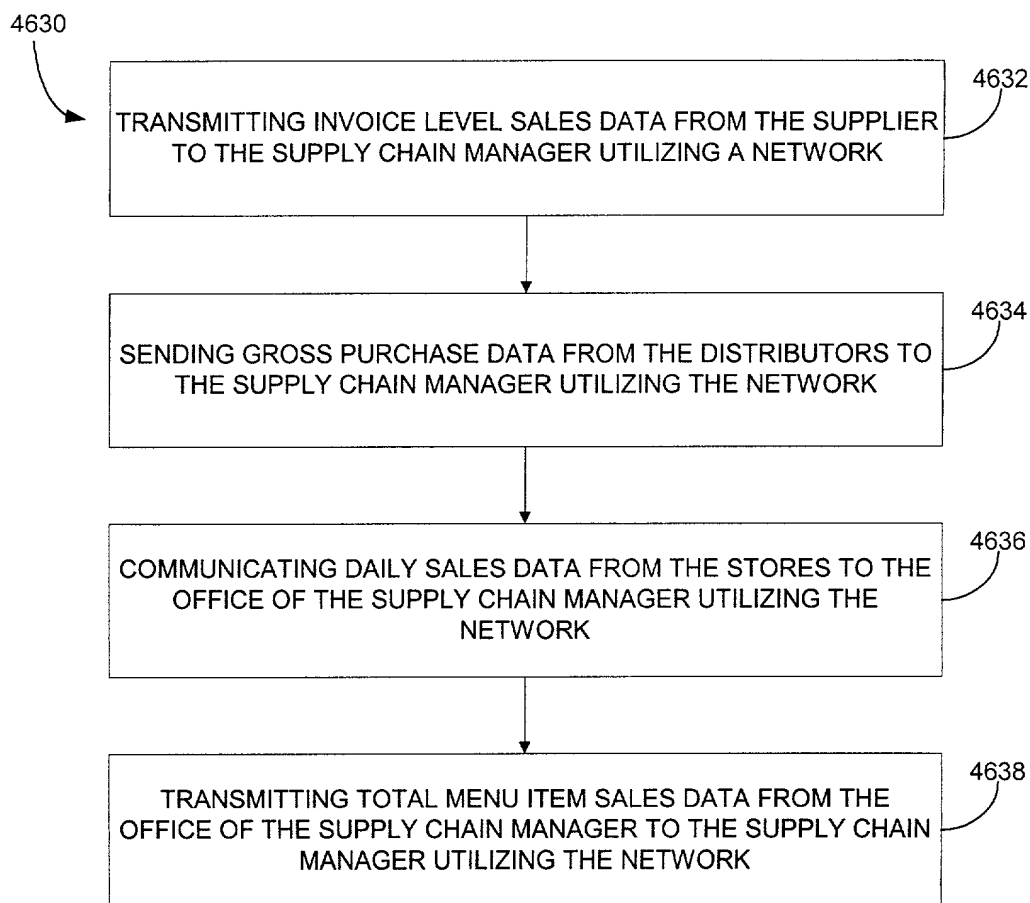 4630
4632
TRANSMITTING INVOICE LEVEL SALES DATA FROM THE SUPPLIER
TO THE SUPPLY CHAIN MANAGER UTILIZING A NETWORK
4634
SENDING GROSS PURCHASE DATA FROM THE DISTRIBUTORS TO
THE SUPPLY CHAIN MANAGER UTILIZING THE NETWORK
4636
COMMUNICATING DAILY SALES DATA FROM THE STORES TO THE
OFFICE OF THE SUPPLY CHAIN MANAGER UTILIZING THE
NETWORK
4638
TRANSMITTING TOTAL MENU ITEM SALES DATA FROM THE
OFFICE OF THE SUPPLY CHAIN MANAGER TO THE SUPPLY CHAIN
MANAGER UTILIZING THE NETWORK